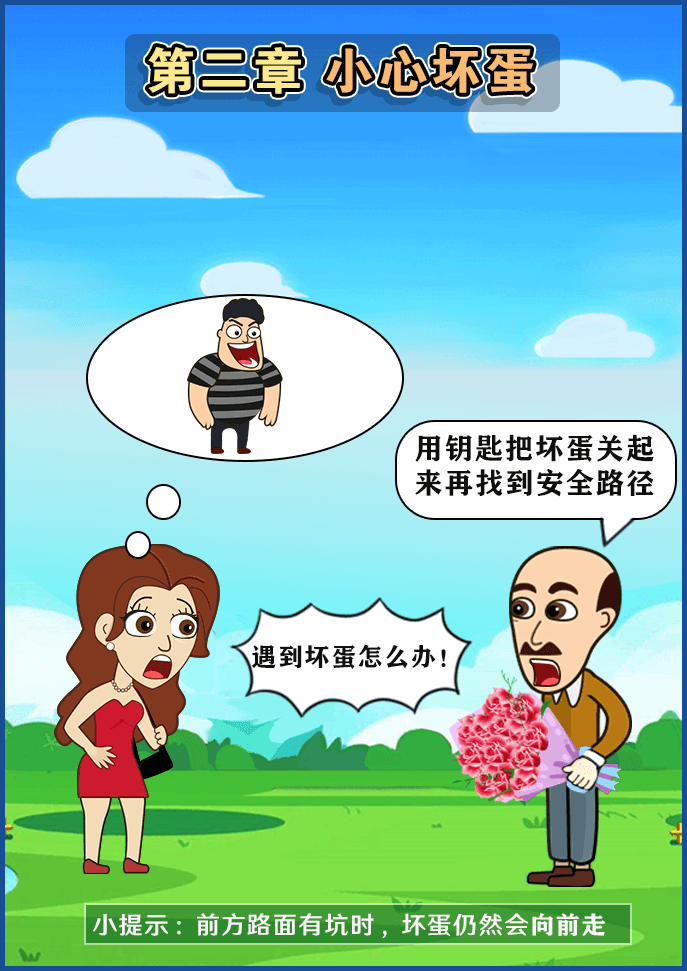 第二章 小心坏蛋
用钥匙把坏蛋关起
来再找到安全路径
遇到坏蛋怎么办!
小提示:前方路面有坑时,坏蛋仍然会向前走